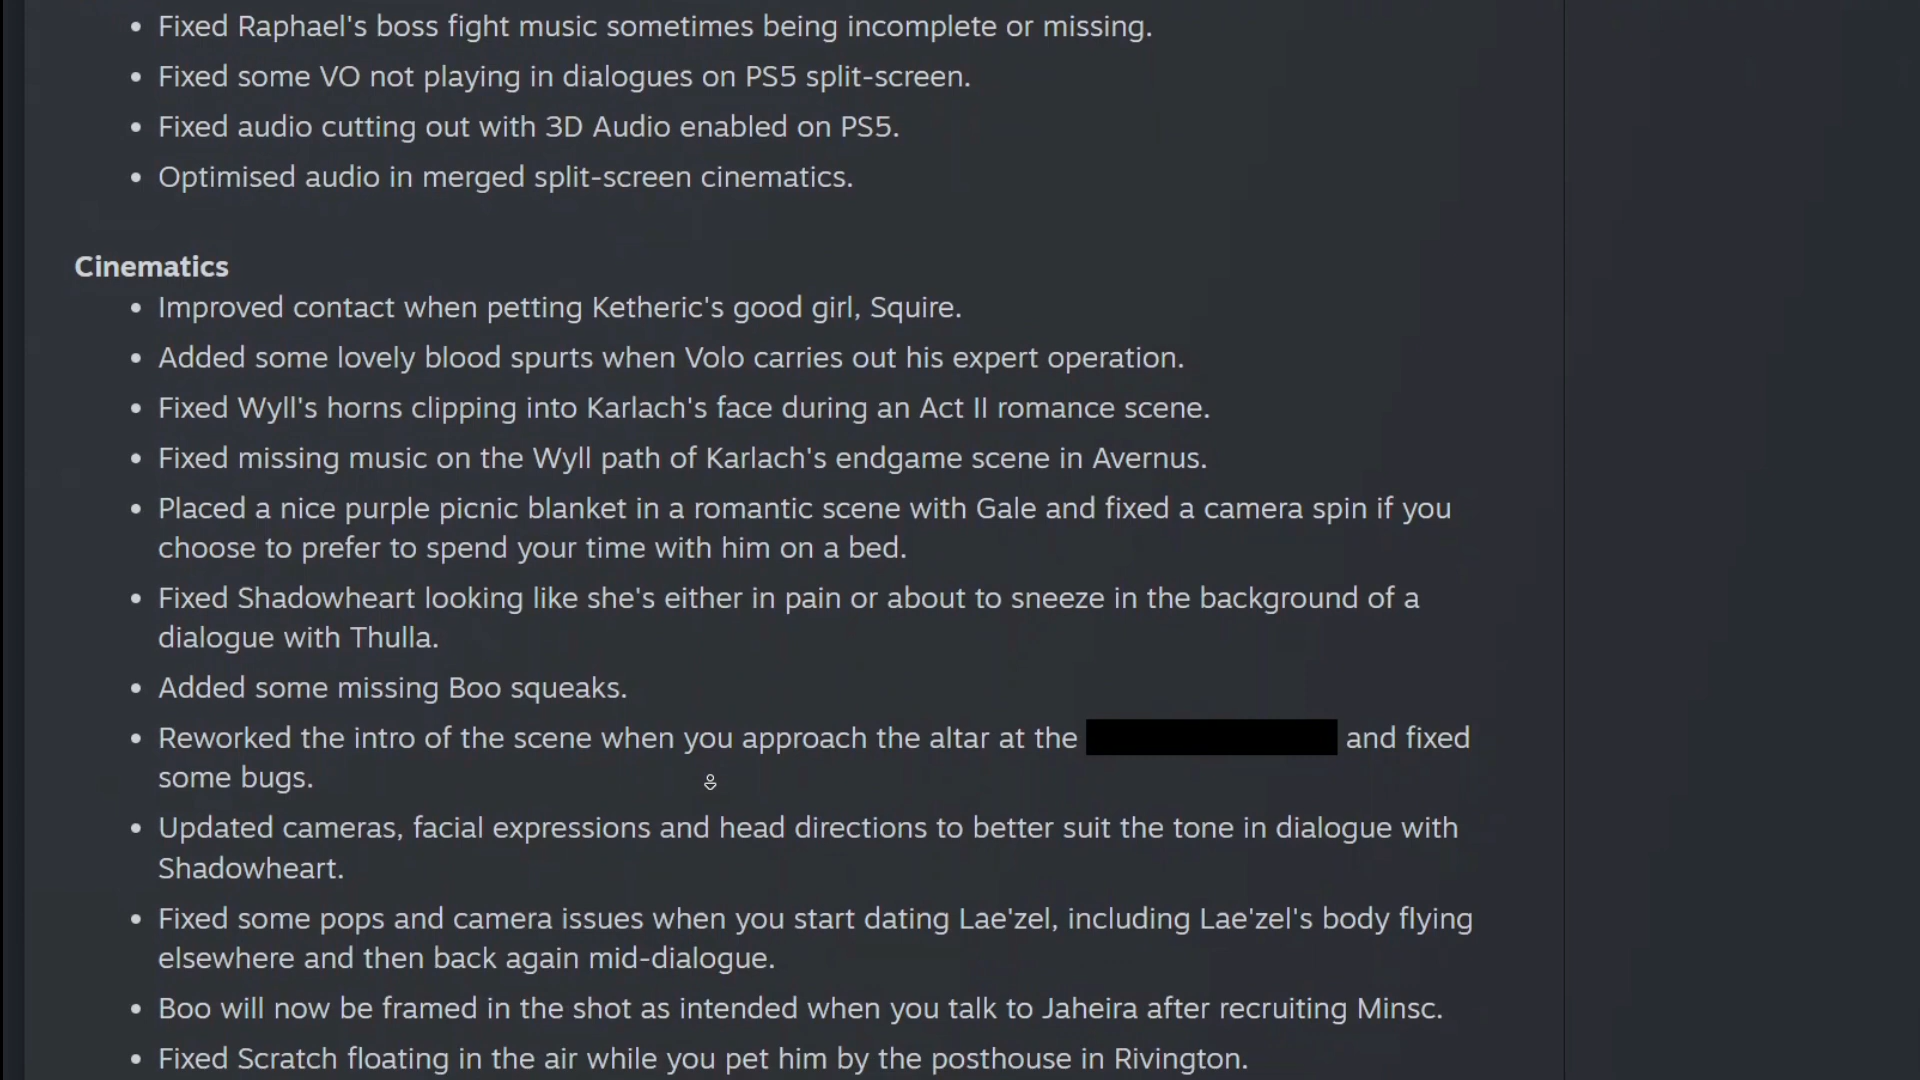 • Fixed Raphael's boss fight music sometimes being incomplete or missing.
• Fixed some VO not playing in dialogues on PS5 split-screen.
• Fixed audio cutting out with 3D Audio enabled on PS5.
• Optimised audio in merged split-screen cinematics.
Cinematics
• Improved contact when petting Ketheric's good girl, Squire.
• Added some lovely blood spurts when Volo carries out his expert operation.
• Fixed Wyll's horns clipping into Karlach's face during an Act II romance scene.
• Fixed missing music on the Wyll path of Karlach's endgame scene in Avernus.
• Placed a nice purple picnic blanket in a romantic scene with Gale and fixed a camera spin if you
choose to prefer to spend your time with him on a bed.
• Fixed Shadowheart looking like she's either in pain or about to sneeze in the background of a
dialogue with Thulla.
• Added some missing Boo squeaks.
• Reworked the intro of the scene when you approach the altar at the and fixed
some bugs.
• Updated cameras, facial expressions and head directions to better suit the tone in dialogue with
Shadowheart.
• Fixed some pops and camera issues when you start dating Lae'zel, including Lae'zel's body flying
elsewhere and then back again mid-dialogue.
• Boo will now be framed in the shot as intended when you talk to Jaheira after recruiting Minsc.
• Fixed Scratch floating in the air while you pet him by the posthouse in Rivington.